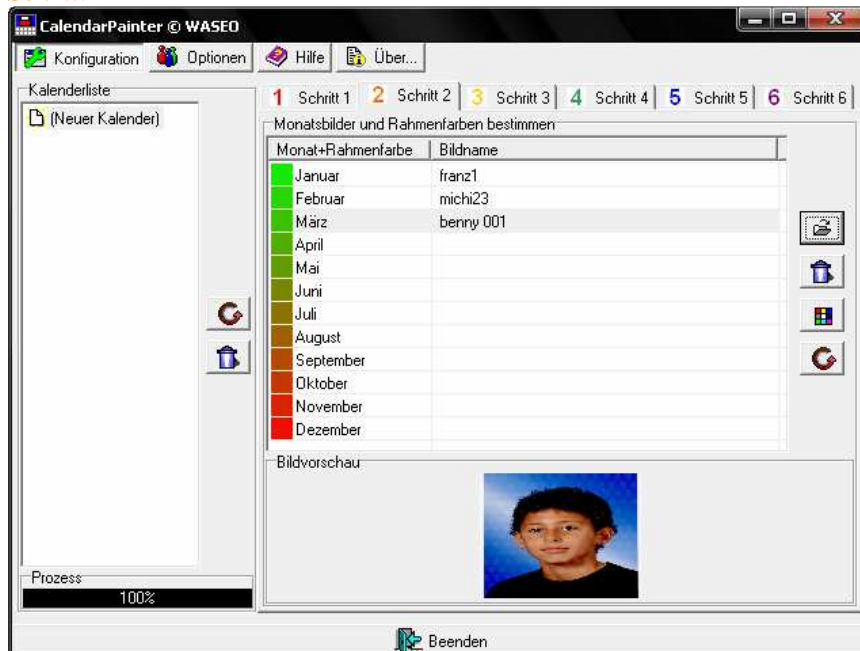 CalendarPainter © WASEO
Konfiguration Optionen Hilfe Über...
Kalenderliste
(Neuer Kalender)
Prozess
100%
1 Schritt 1 2 Schritt 2 3 Schritt 3 4 Schritt 4 5 Schritt 5 6 Schritt 6
Monatsbilder und Rahmenfarben bestimmen
Monat+Rahmenfarbe Bildname
Januar franz1
Februar michi23
März benny 001
April
Mai
Juni
Juli
August
September
Oktober
November
Dezember
Bildvorschau
Beenden